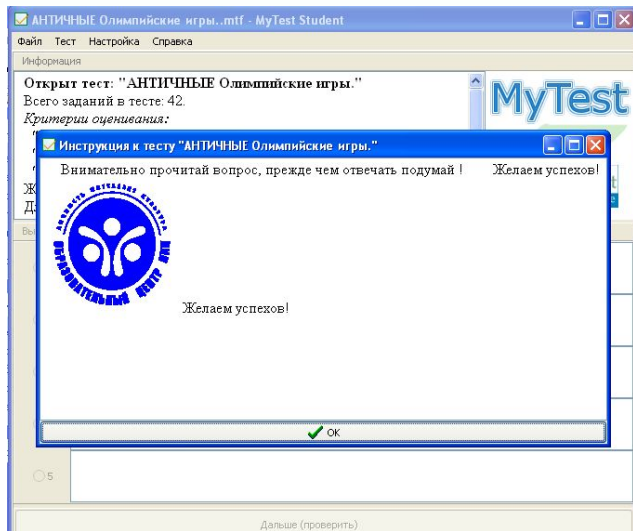 АНТИЧНЫЕ Олимпийские игры..mtf - MyTest Student
Файл Тест Настройка Справка
Информация
Открыт тест: "АНТИЧНЫЕ Олимпийские игры."
Всего заданий в тесте: 42.
Критерии оценивания:
MyTest
Инструкция к тесту "АНТИЧНЫЕ Олимпийские игры."
Внимательно прочитай вопрос, прежде чем отвечать подумай ! Желаем успехов!
ОБРАЗОВАТЕЛЬНЫЙ ЦЕНТР
Желаем успехов!
OK
5
Дальше (проверить)